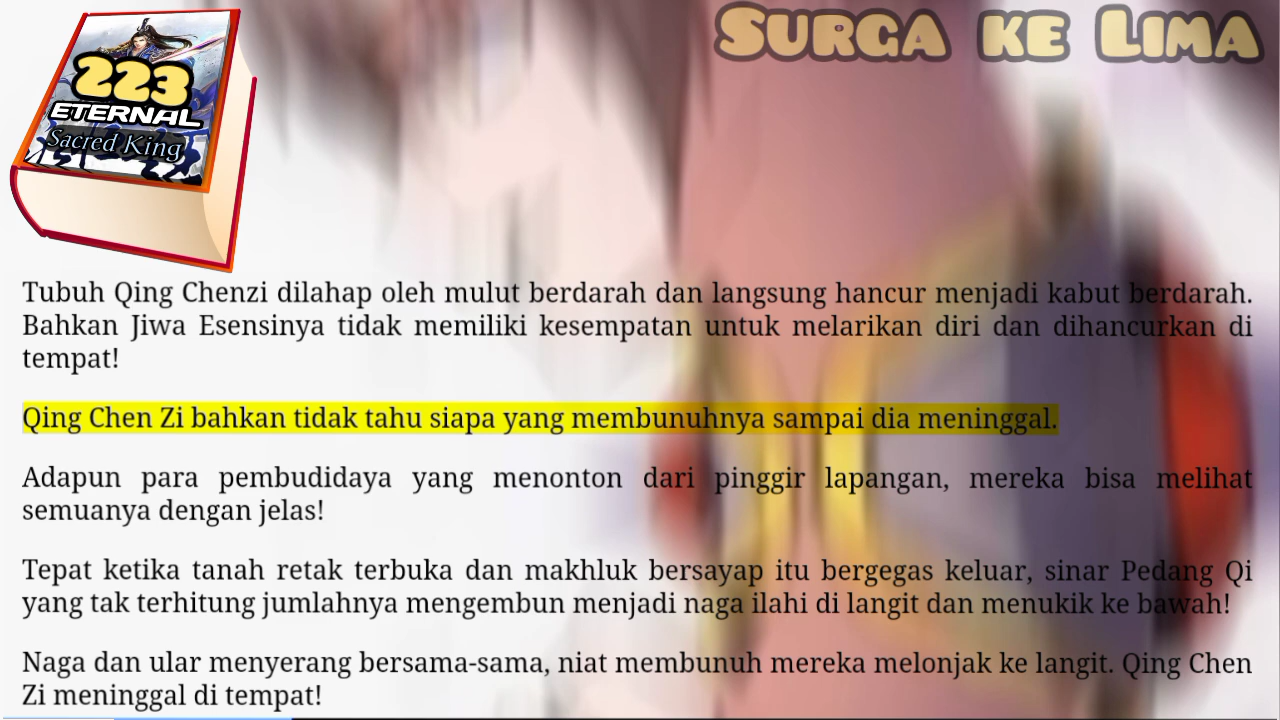 SURGA KE LIMA
223
ETERNAL
Sacred King
Tubuh Qing Chenzi dilahap oleh mulut berdarah dan langsung hancur menjadi kabut berdarah.
Bahkan Jiwa Esensinya tidak memiliki kesempatan untuk melarikan diri dan dihancurkan di
tempat!
Qing Chen Zi bahkan tidak tahu siapa yang membunuhnya sampai dia meninggal.
Adapun para pembudidaya yang menonton dari pinggir lapangan, mereka bisa melihat
semuanya dengan jelas!
Tepat ketika tanah retak terbuka dan makhluk bersayap itu bergegas keluar, sinar Pedang Qi
yang tak terhitung jumlahnya mengembun menjadi naga ilahi di langit dan menukik ke bawah!
Naga dan ular menyerang bersama-sama, niat membunuh mereka melonjak ke langit. Qing Chen
Zi meninggal di tempat!